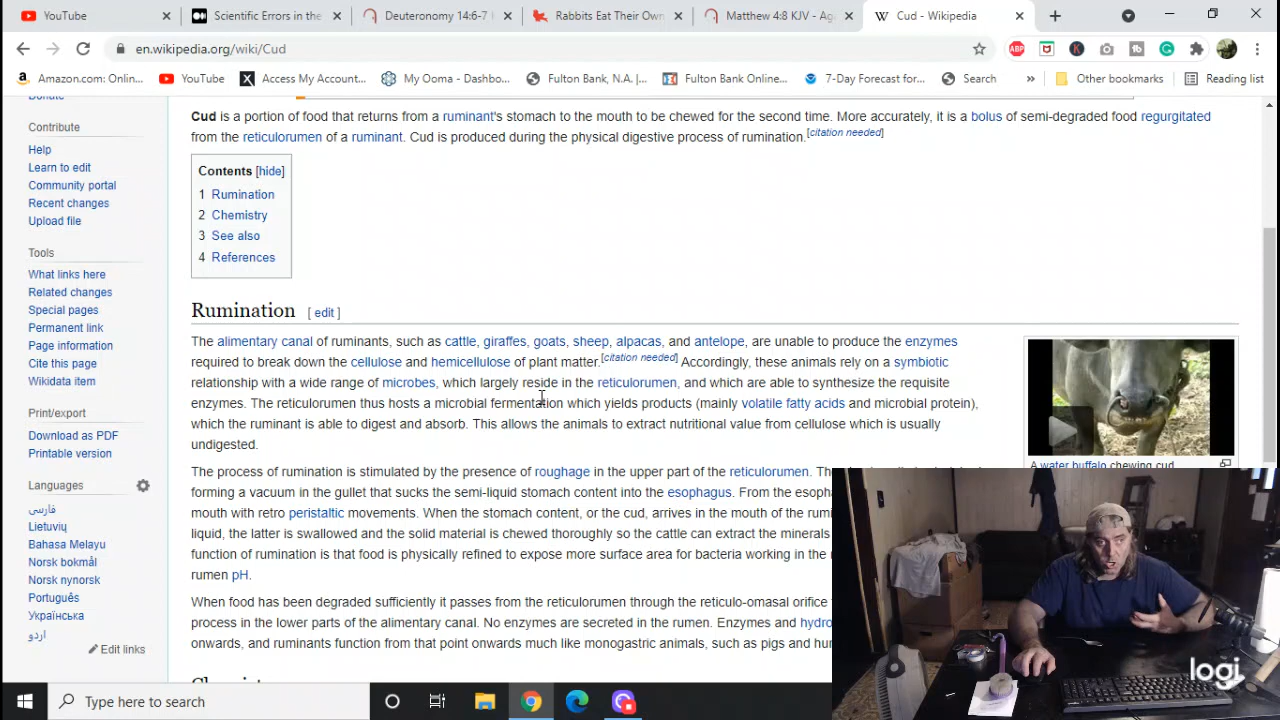 YouTube
Scientific Errors in the
Deuteronomy 14:6-7
Rabbits Eat Their Own
Matthew 4:8 KJV - Ag
Cud - Wikipedia
en.wikipedia.org/wiki/Cud
Amazon.com: Onlin...
YouTube
Access My Account...
My Ooma - Dashbo...
Fulton Bank, N.A. |...
Fulton Bank Online...
7-Day Forecast for...
Search
Other bookmarks
Reading list
Donate
Contribute
Help
Learn to edit
Community portal
Recent changes
Upload file
Tools
What links here
Related changes
Special pages
Permanent link
Page information
Cite this page
Wikidata item
Print/export
Download as PDF
Printable version
Languages
فارسی
Lietuvių
Bahasa Melayu
Norsk bokmål
Norsk nynorsk
Português
Українська
اردو
Edit links
Cud is a portion of food that returns from a ruminant's stomach to the mouth to be chewed for the second time. More accurately, it is a bolus of semi-degraded food regurgitated
from the reticulorumen of a ruminant. Cud is produced during the physical digestive process of rumination.[citation needed]
Contents [hide]
1 Rumination
2 Chemistry
3 See also
4 References
Rumination [ edit ]
The alimentary canal of ruminants, such as cattle, giraffes, goats, sheep, alpacas, and antelope, are unable to produce the enzymes
required to break down the cellulose and hemicellulose of plant matter.[citation needed] Accordingly, these animals rely on a symbiotic
relationship with a wide range of microbes, which largely reside in the reticulorumen, and which are able to synthesize the requisite
enzymes. The reticulorumen thus hosts a microbial fermentation which yields products (mainly volatile fatty acids and microbial protein),
which the ruminant is able to digest and absorb. This allows the animals to extract nutritional value from cellulose which is usually
undigested.
The process of rumination is stimulated by the presence of roughage in the upper part of the reticulorumen.
forming a vacuum in the gullet that sucks the semi-liquid stomach content into the esophagus. From the esopha
mouth with retro peristaltic movements. When the stomach content, or the cud, arrives in the mouth of the rumi
liquid, the latter is swallowed and the solid material is chewed thoroughly so the cattle can extract the minerals
function of rumination is that food is physically refined to expose more surface area for bacteria working in the
rumen pH.
When food has been degraded sufficiently it passes from the reticulorumen through the reticulo-omasal orifice
process in the lower parts of the alimentary canal. No enzymes are secreted in the rumen. Enzymes and hydro
onwards, and ruminants function from that point onwards much like monogastric animals, such as pigs and hum
A water buffalo chewing cud
logi
Type here to search